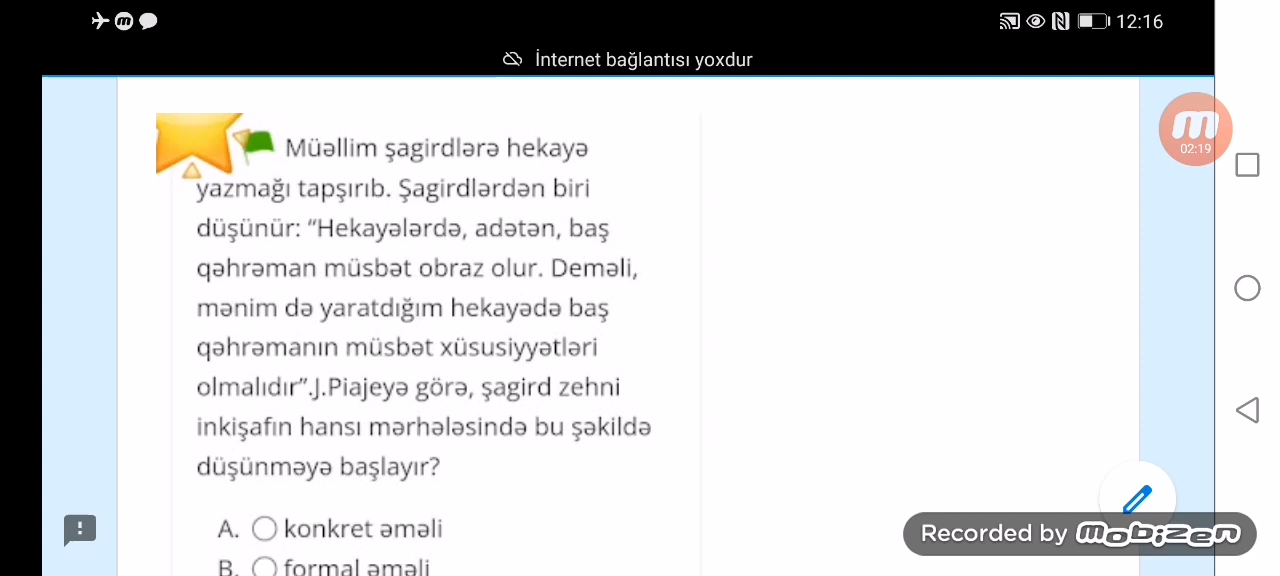 12:16
İnternet bağlantısı yoxdur
02:19
Müəllim şagirdlərə hekayə
yazmağı tapşırıb. Şagirdlərdən biri
düşünür: “Hekayələrdə, adətən, baş
qəhrəman müsbət obraz olur. Deməli,
mənim də yaratdığım hekayədə baş
qəhrəmanın müsbət xüsusiyyətləri
olmalıdır”.J.Piajeyə görə, şagird zehni
inkişafın hansı mərhələsində bu şəkildə
düşünməyə başlayır?
A. konkret əməli
B. formal əməli
Recorded by mobizen